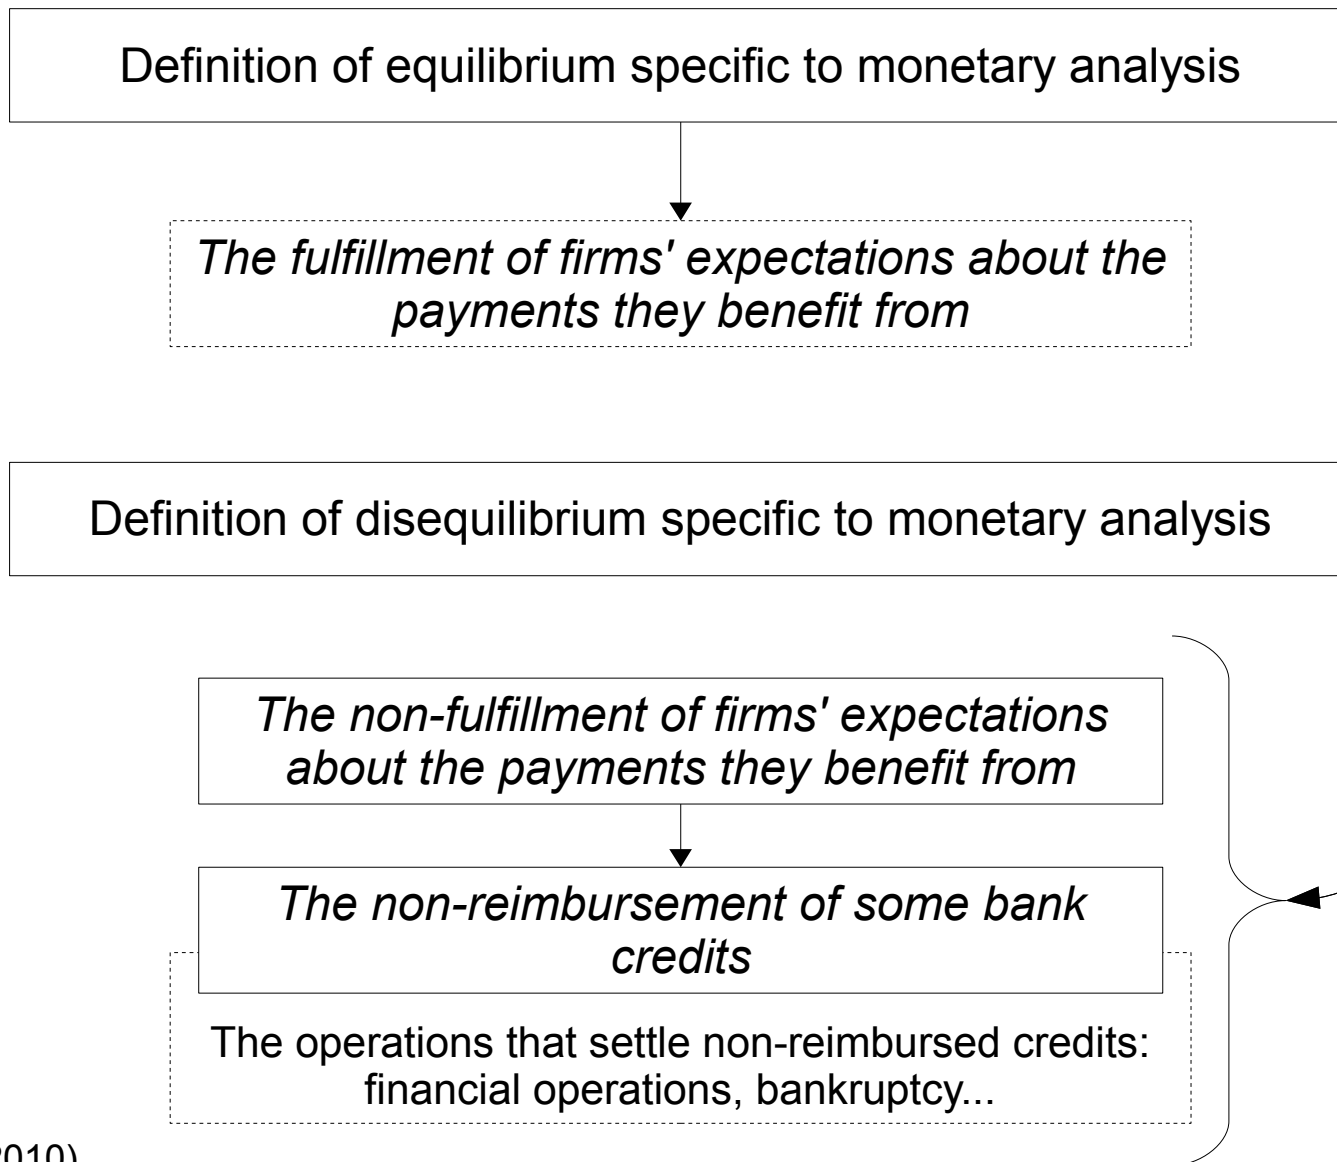 Definition of equilibrium specific to monetary analysis
The fulfillment of firms' expectations about the
payments they benefit from
Definition of disequilibrium specific to monetary analysis
The non-fulfillment of firms' expectations
about the payments they benefit from
The non-reimbursement of some bank
credits
The operations that settle non-reimbursed credits:
financial operations, bankruptcy...
2010)